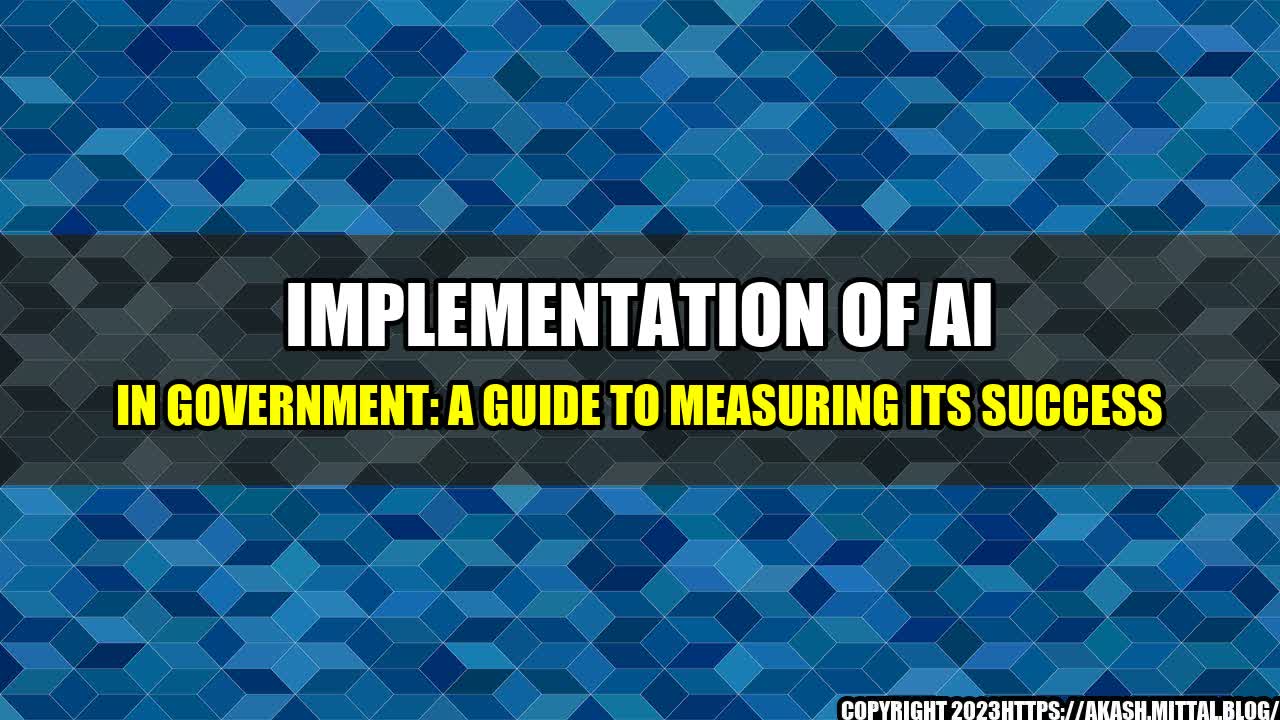 IMPLEMENTATION OF AI
IN GOVERNMENT: A GUIDE TO MEASURING ITS SUCCESS
COPYRIGHT 2023HTTPS://AKASH.MITTAL.BLOG/